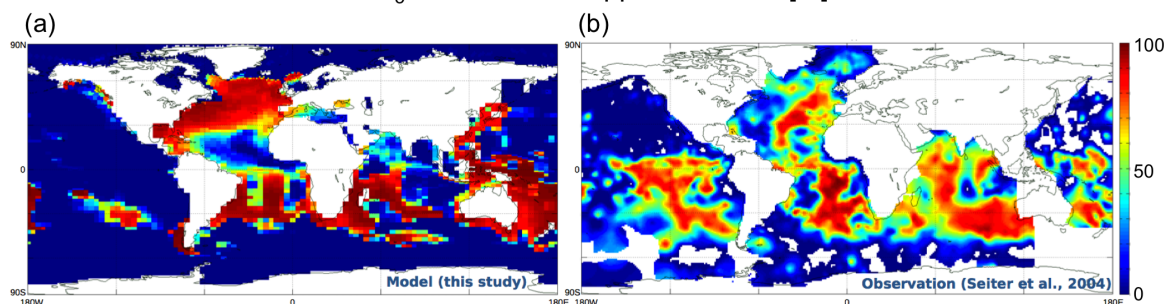 (a)
(b)
90N
0
90S
180W
0
180E
Model (this study)
90N
0
90S
180W
0
180E
Observation (Seiter et al., 2004)
100
50
0